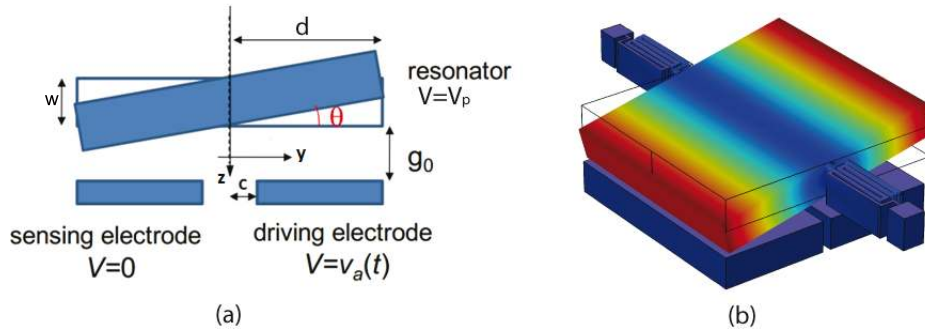 d
w
resonator
V=Vₚ
θ
y
g₀
z
c
sensing electrode
V=0
driving electrode
V=vₐ(t)
(a)
(b)